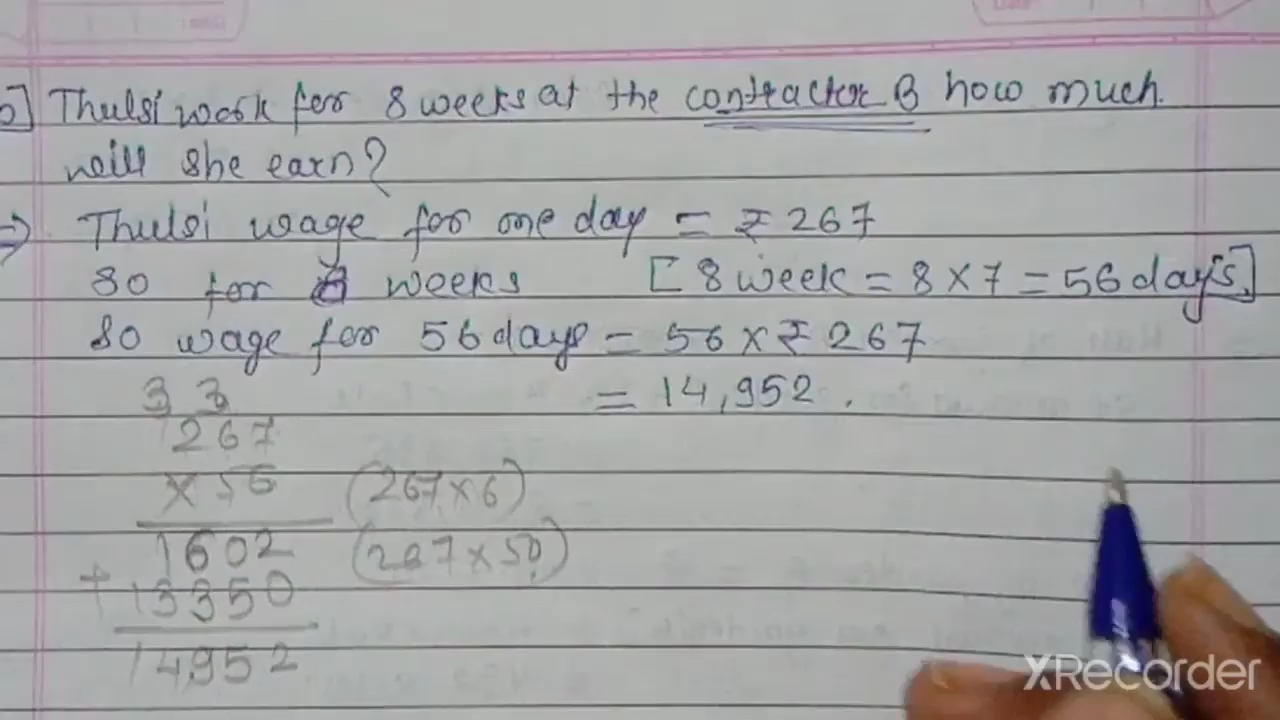 b] Thulsi work for 8 weeks at the contractor B how much
will she earn?
⇒ Thulsi wage for one day = ₹ 267
so for 8 weeks [8 week = 8 × 7 = 56 days.]
so wage for 56 days = 56 × ₹ 267
= 14,952.
3 3
267
× 56 (267 × 6)
1602 (267 × 50)
+ 13350
14952
XRecorder